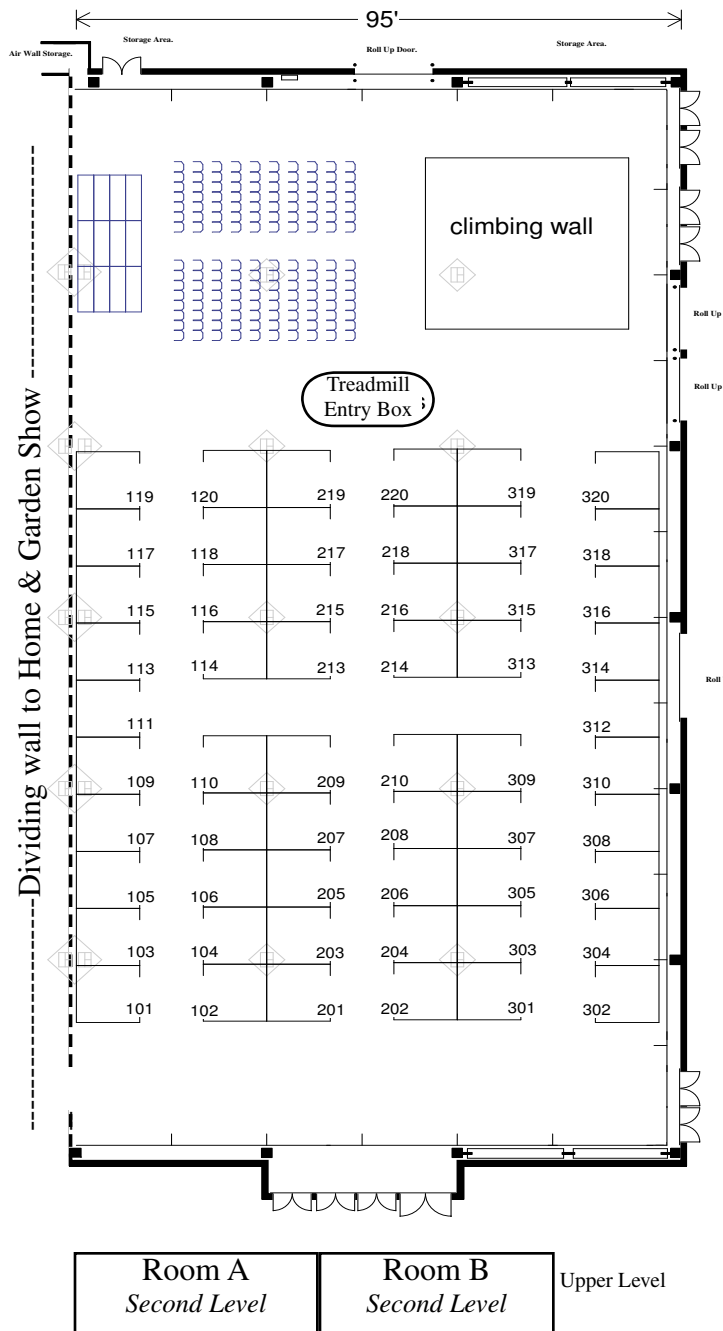 95'
Storage Area.
Air Wall Storage.
Roll Up Door.
Storage Area.
climbing wall
Roll Up
Roll Up
Treadmill
Entry Box
Dividing wall to Home & Garden Show
119 120 219 220 319 320
117 118 217 218 317 318
115 116 215 216 315 316
113 114 213 214 313 314
Roll
111 312
109 110 209 210 309 310
107 108 207 208 307 308
105 106 205 206 305 306
103 104 203 204 303 304
101 102 201 202 301 302
Room A
Second Level
Room B
Second Level
Upper Level